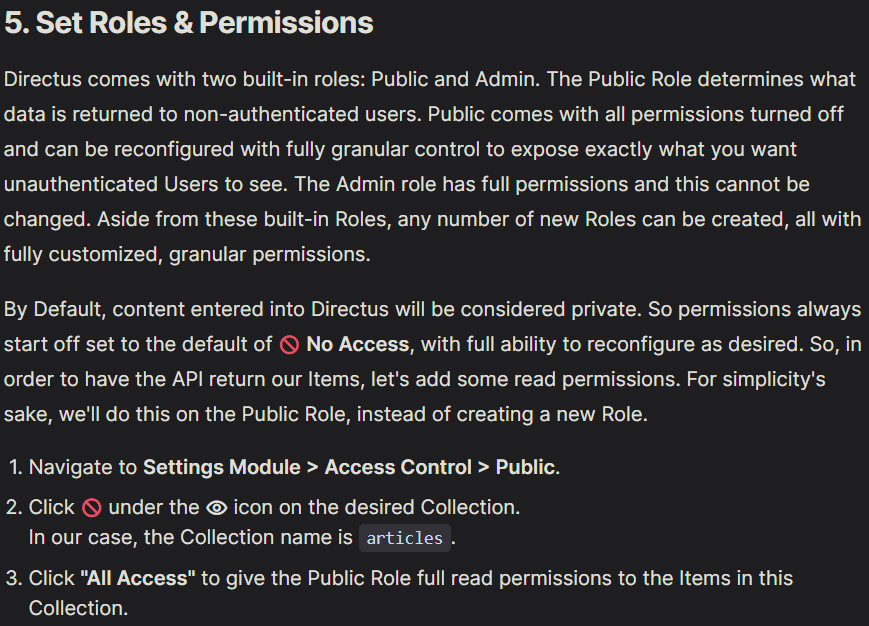 5. Set Roles & Permissions
Directus comes with two built-in roles: Public and Admin. The Public Role determines what
data is returned to non-authenticated users. Public comes with all permissions turned off
and can be reconfigured with fully granular control to expose exactly what you want
unauthenticated Users to see. The Admin role has full permissions and this cannot be
changed. Aside from these built-in Roles, any number of new Roles can be created, all with
fully customized, granular permissions.
By Default, content entered into Directus will be considered private. So permissions always
start off set to the default of 🚫 No Access, with full ability to reconfigure as desired. So, in
order to have the API return our Items, let's add some read permissions. For simplicity's
sake, we'll do this on the Public Role, instead of creating a new Role.
1. Navigate to Settings Module > Access Control > Public.
2. Click 🚫 under the 👁 icon on the desired Collection.
In our case, the Collection name is articles.
3. Click "All Access" to give the Public Role full read permissions to the Items in this
Collection.